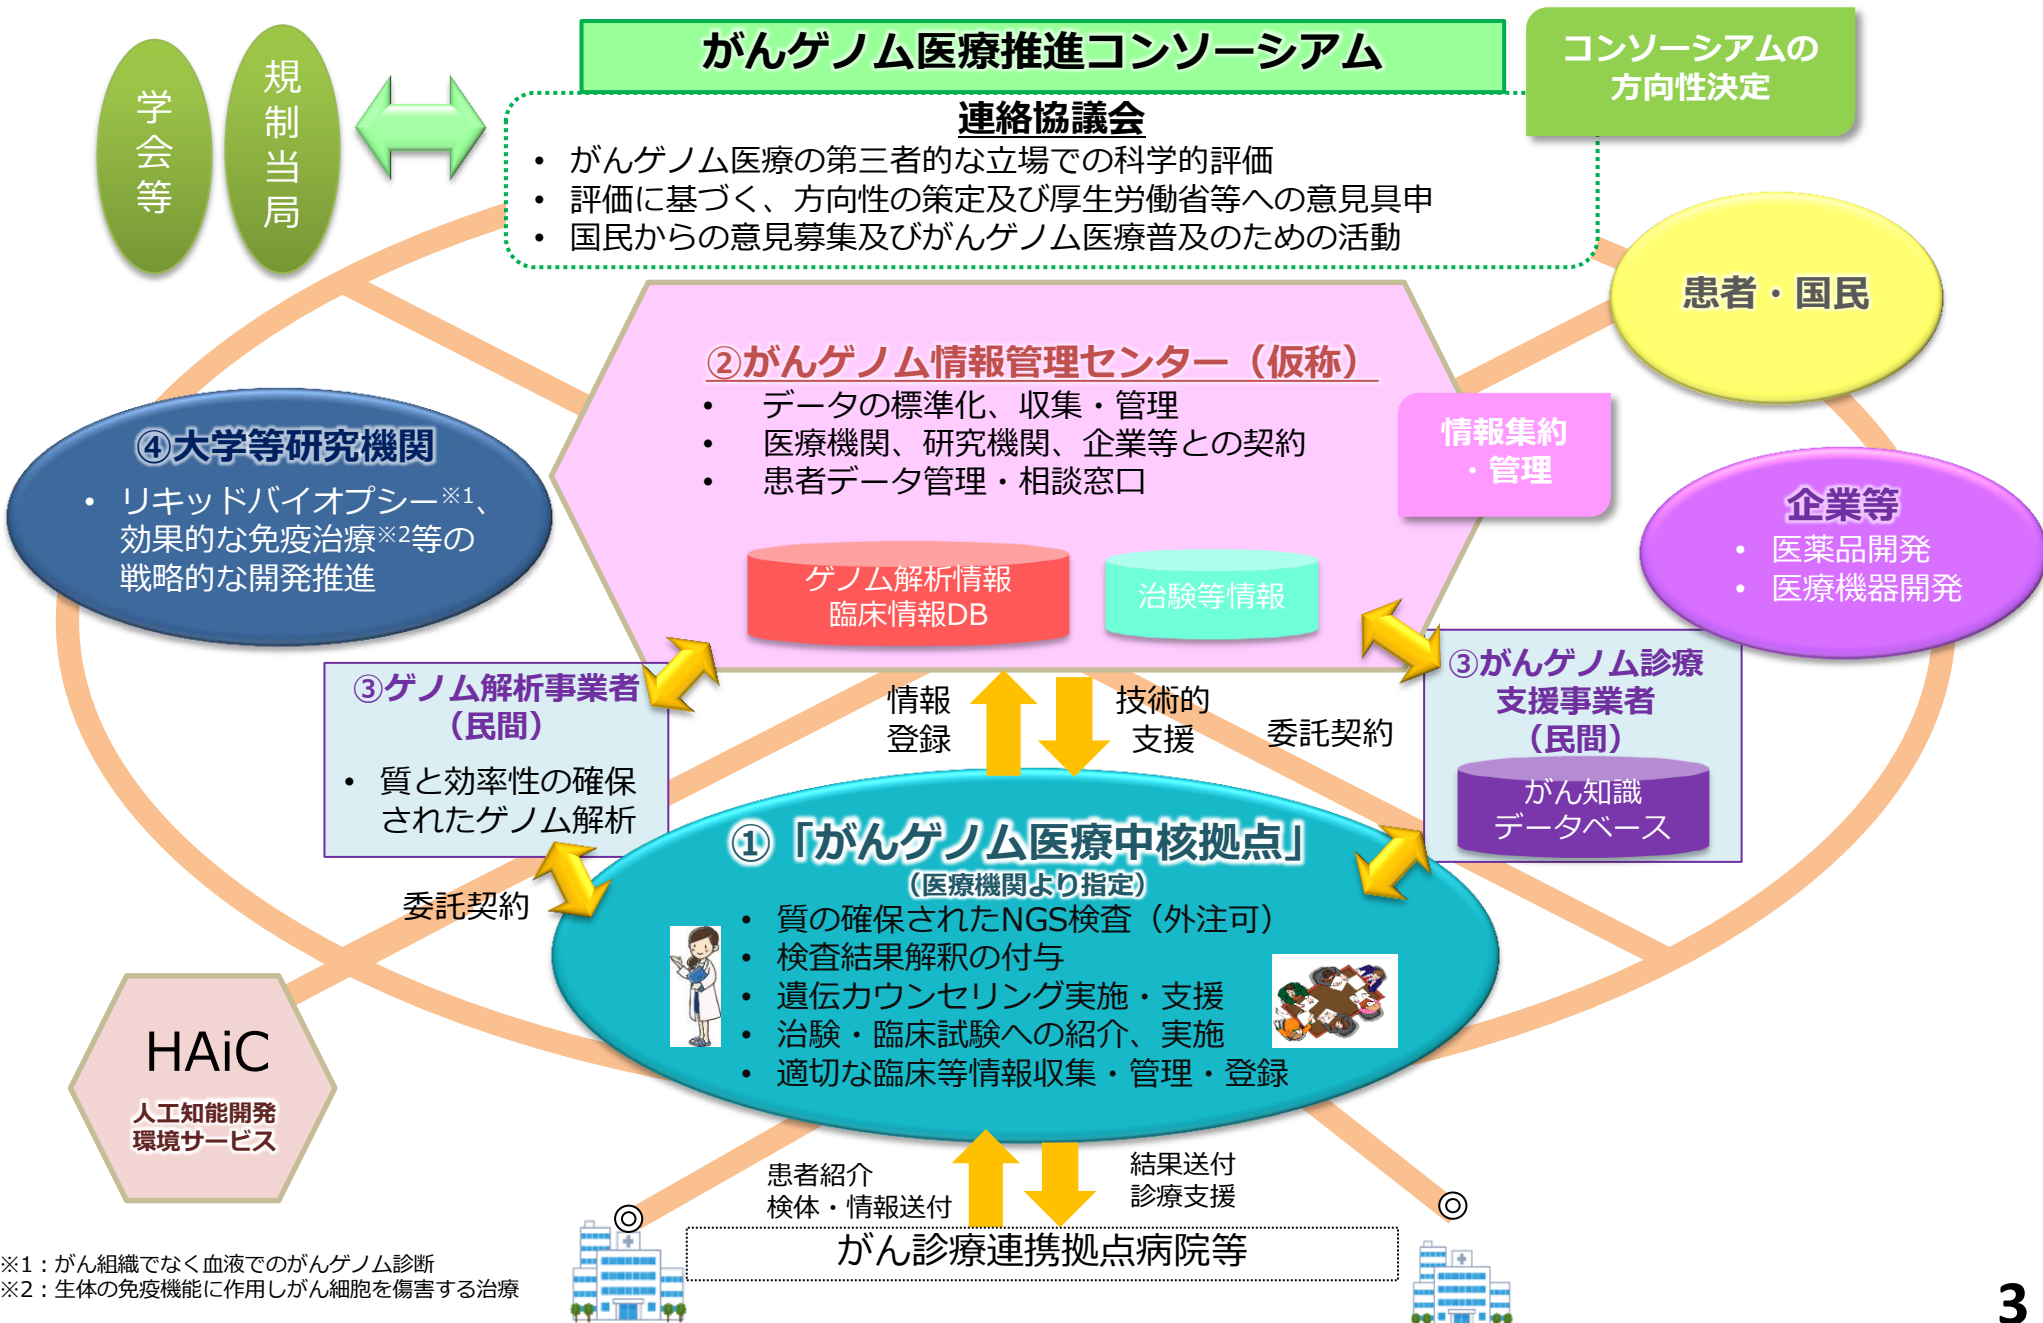 がんゲノム医療推進コンソーシアム
コンソーシアムの
方向性決定
学会等
規制当局
連絡協議会
• がんゲノム医療の第三者的な立場での科学的評価
• 評価に基づく、方向性の策定及び厚生労働省等への意見具申
• 国民からの意見募集及びがんゲノム医療普及のための活動
患者・国民
②がんゲノム情報管理センター（仮称）
• データの標準化、収集・管理
• 医療機関、研究機関、企業等との契約
• 患者データ管理・相談窓口
情報集約
・管理
ゲノム解析情報
臨床情報DB
治験等情報
④大学等研究機関
• リキッドバイオプシー※1、
効果的な免疫治療※2等の
戦略的な開発推進
企業等
• 医薬品開発
• 医療機器開発
③ゲノム解析事業者
（民間）
• 質と効率性の確保
されたゲノム解析
情報
登録
技術的
支援
委託契約
③がんゲノム診療
支援事業者
（民間）
がん知識
データベース
委託契約
①「がんゲノム医療中核拠点」
（医療機関より指定）
• 質の確保されたNGS検査（外注可）
• 検査結果解釈の付与
• 遺伝カウンセリング実施・支援
• 治験・臨床試験への紹介、実施
• 適切な臨床等情報収集・管理・登録
HAiC
人工知能開発
環境サービス
患者紹介
検体・情報送付
結果送付
診療支援
◎
◎
がん診療連携拠点病院等
※1：がん組織でなく血液でのがんゲノム診断
※2：生体の免疫機能に作用しがん細胞を傷害する治療
3